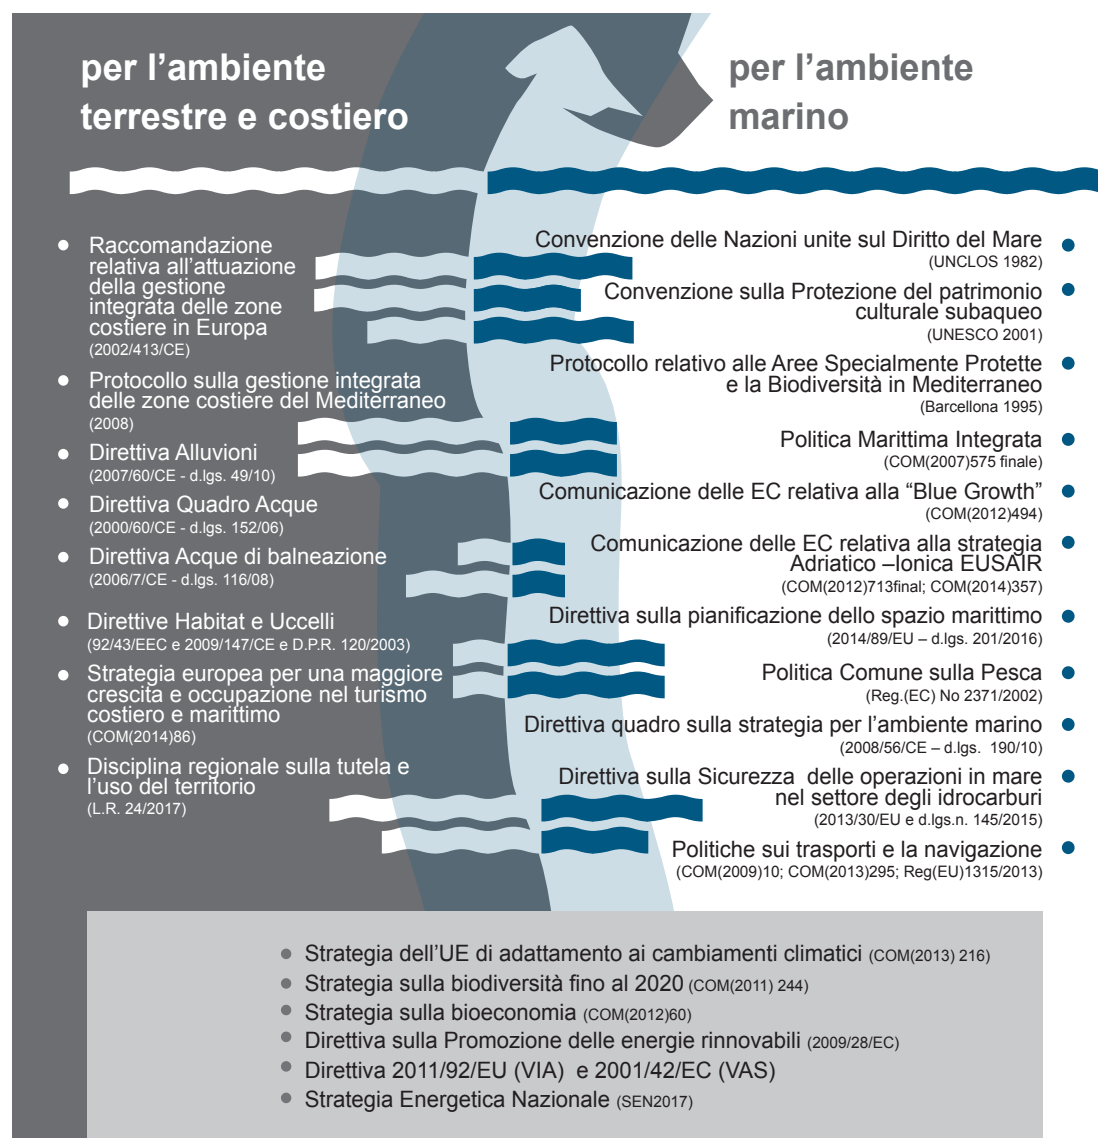 per l’ambiente
terrestre e costiero
Raccomandazione
relativa all’attuazione
della gestione
integrata delle zone
costiere in Europa
(2002/413/CE)
Protocollo sulla gestione integrata
delle zone costiere del Mediterraneo
(2008)
Direttiva Alluvioni
(2007/60/CE - d.lgs. 49/10)
Direttiva Quadro Acque
(2000/60/CE - d.lgs. 152/06)
Direttiva Acque di balneazione
(2006/7/CE - d.lgs. 116/08)
Direttive Habitat e Uccelli
(92/43/EEC e 2009/147/CE e D.P.R. 120/2003)
Strategia europea per una maggiore
crescita e occupazione nel turismo
costiero e marittimo
(COM(2014)86)
Disciplina regionale sulla tutela e
l’uso del territorio
(L.R. 24/2017)
per l’ambiente
marino
Convenzione delle Nazioni unite sul Diritto del Mare
(UNCLOS 1982)
Convenzione sulla Protezione del patrimonio
culturale subaqueo
(UNESCO 2001)
Protocollo relativo alle Aree Specialmente Protette
e la Biodiversità in Mediterraneo
(Barcellona 1995)
Politica Marittima Integrata
(COM(2007)575 finale)
Comunicazione delle EC relativa alla “Blue Growth”
(COM(2012)494)
Comunicazione delle EC relativa alla strategia
Adriatico –Ionica EUSAIR
(COM(2012)713final; COM(2014)357)
Direttiva sulla pianificazione dello spazio marittimo
(2014/89/EU – d.lgs. 201/2016)
Politica Comune sulla Pesca
(Reg.(EC) No 2371/2002)
Direttiva quadro sulla strategia per l’ambiente marino
(2008/56/CE – d.lgs. 190/10)
Direttiva sulla Sicurezza delle operazioni in mare
nel settore degli idrocarburi
(2013/30/EU e d.lgs.n. 145/2015)
Politiche sui trasporti e la navigazione
(COM(2009)10; COM(2013)295; Reg(EU)1315/2013)
Strategia dell’UE di adattamento ai cambiamenti climatici (COM(2013) 216)
Strategia sulla biodiversità fino al 2020 (COM(2011) 244)
Strategia sulla bioeconomia (COM(2012)60)
Direttiva sulla Promozione delle energie rinnovabili (2009/28/EC)
Direttiva 2011/92/EU (VIA) e 2001/42/EC (VAS)
Strategia Energetica Nazionale (SEN2017)